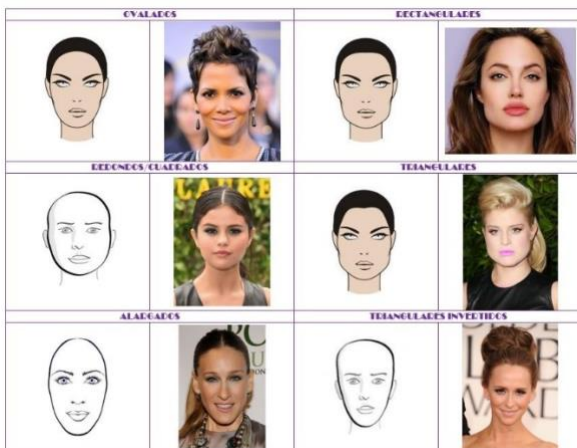 OVALADOS
RECTANGULARES
REDONDOS/CUADRADOS
TRIANGULARES
ALARGADOS
TRIANGULARES INVERTIDOS